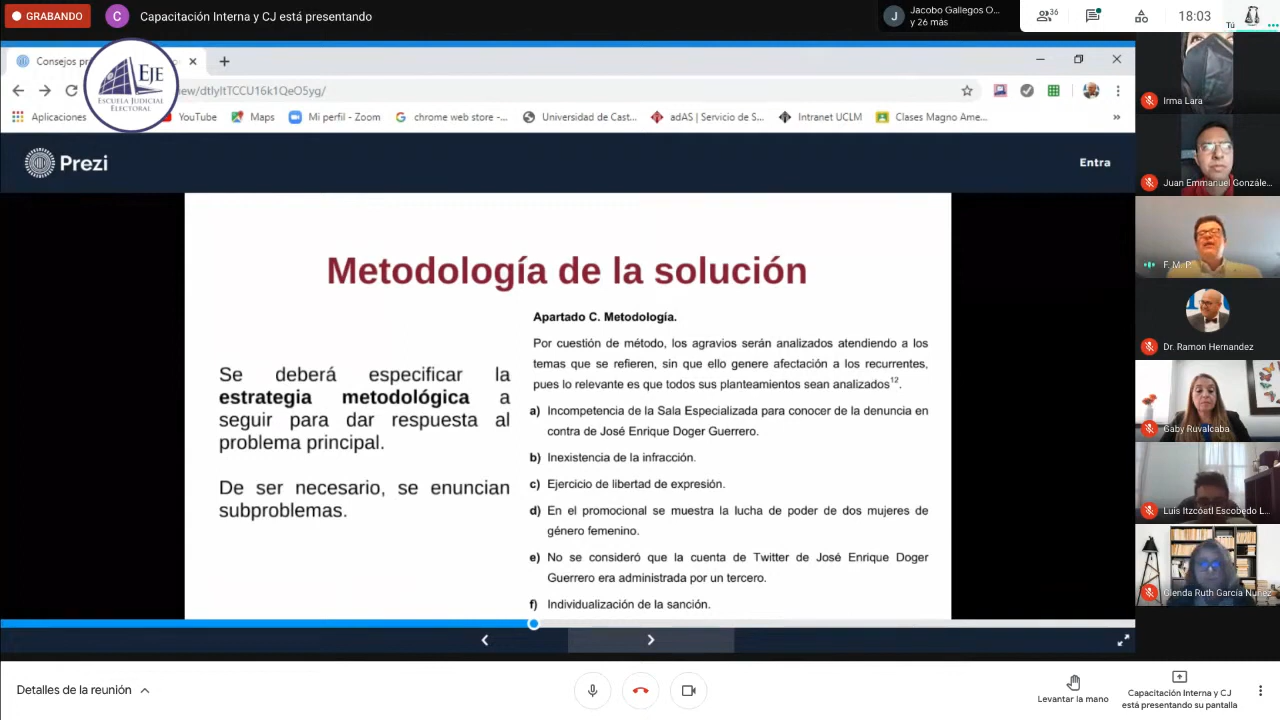 GRABANDO
C
Capacitación Interna y CJ está presentando
J
Jacobo Gallegos O...
y 26 más
36
18:03
Tú
Consejos pr
EJE
ESCUELA JUDICIAL
ELECTORAL
ew/dtlyItTCCU16k1QeO5yg/
Aplicaciones
YouTube
Maps
Mi perfil - Zoom
chrome web store -...
Universidad de Cast...
adAS | Servicio de S...
Intranet UCLM
Clases Magno Ame...
»
Prezi
Entra
Metodología de la solución
Se deberá especificar la
estrategia metodológica a
seguir para dar respuesta al
problema principal.
De ser necesario, se enuncian
subproblemas.
Apartado C. Metodología.
Por cuestión de método, los agravios serán analizados atendiendo a los
temas que se refieren, sin que ello genere afectación a los recurrentes,
pues lo relevante es que todos sus planteamientos sean analizados12.
a) Incompetencia de la Sala Especializada para conocer de la denuncia en
contra de José Enrique Doger Guerrero.
b) Inexistencia de la infracción.
c) Ejercicio de libertad de expresión.
d) En el promocional se muestra la lucha de poder de dos mujeres de
género femenino.
e) No se consideró que la cuenta de Twitter de José Enrique Doger
Guerrero era administrada por un tercero.
f) Individualización de la sanción.
Irma Lara
Juan Emmanuel Gonzále...
F. M. P.
Dr. Ramon Hernandez
Gaby Ruvalcaba
Luis Itzcóatl Escobedo L...
Glenda Ruth García Nuñez
Detalles de la reunión
Levantar la mano
Capacitación Interna y CJ
está presentando su pantalla